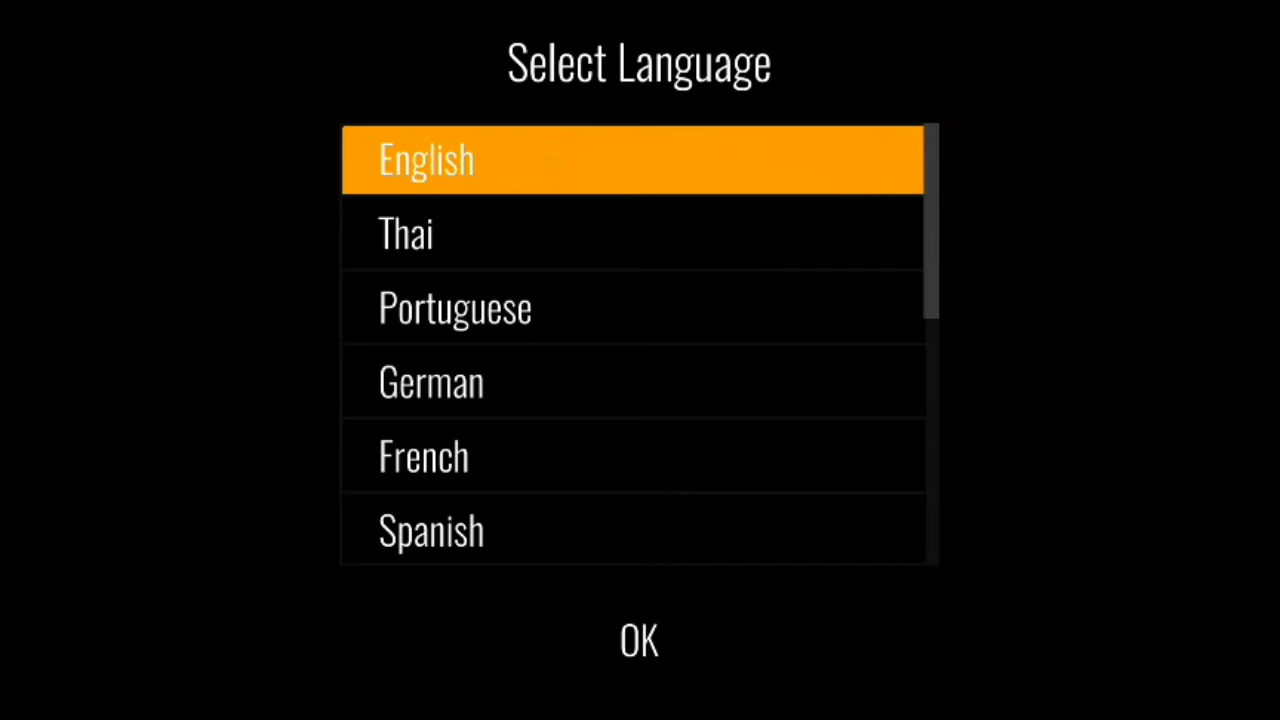 Select Language
English
Thai
Portuguese
German
French
Spanish
OK